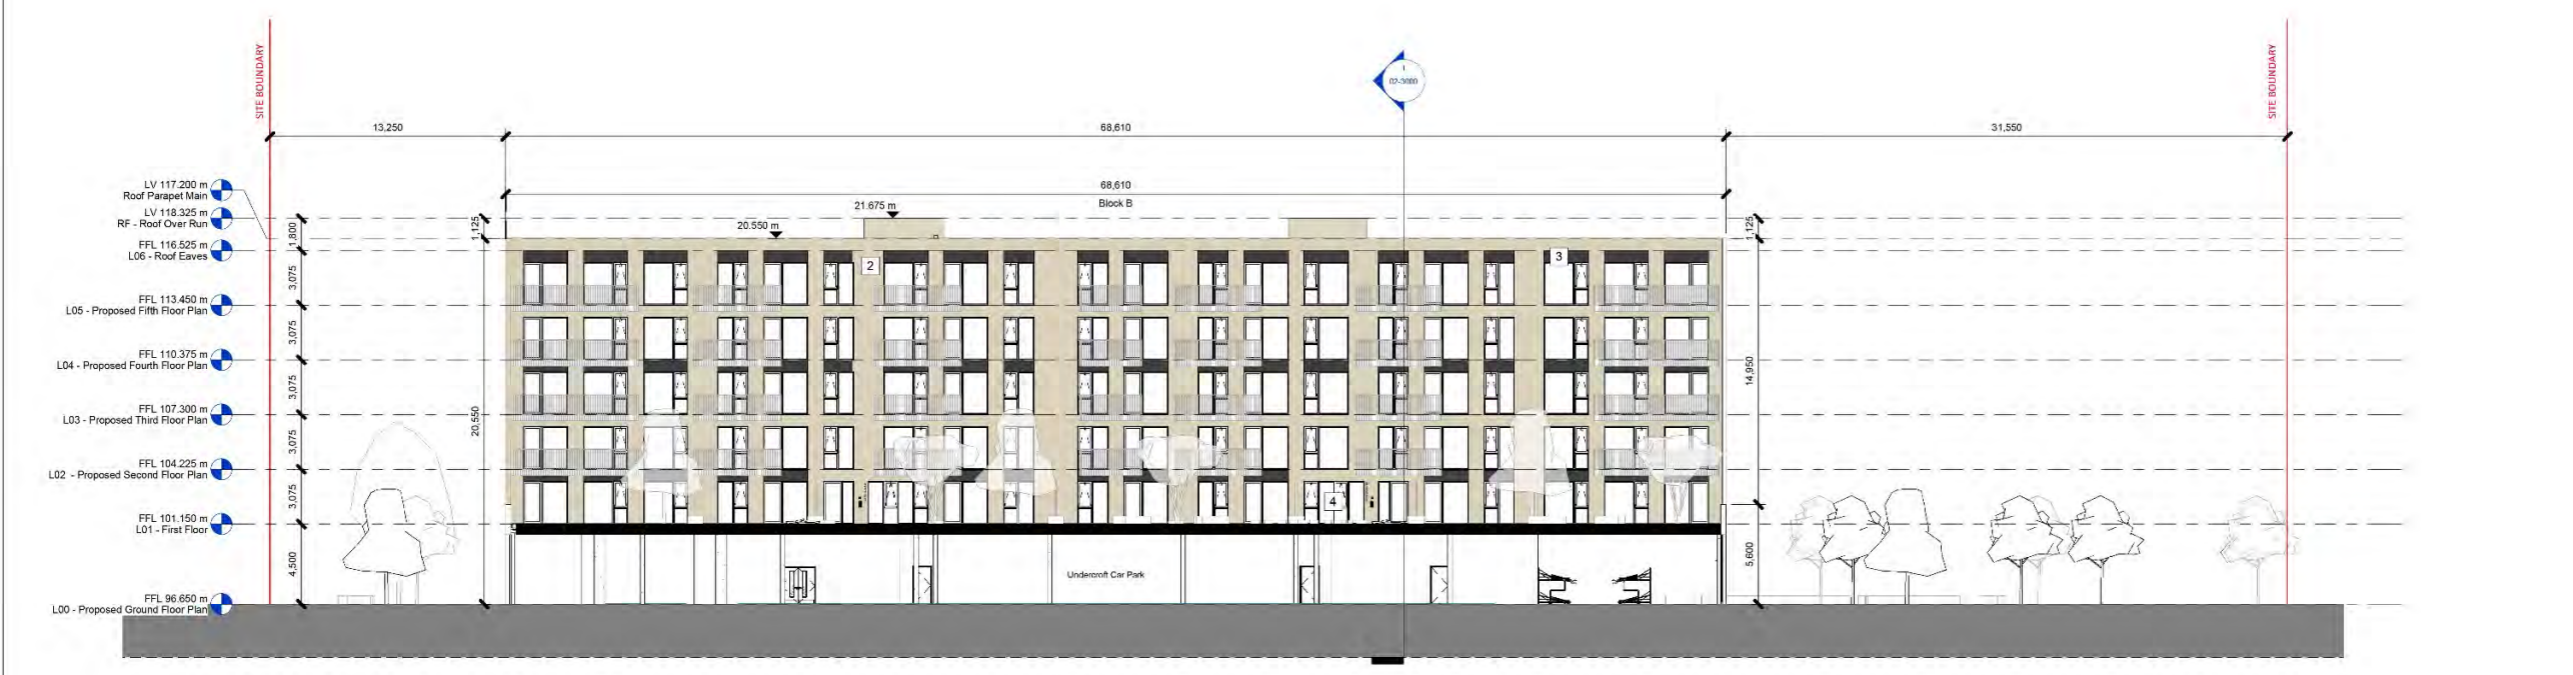 SITE BOUNDARY
SITE BOUNDARY
1
02-3000
13,250
68,610
31,550
68,610
Block B
LV 117.200 m
Roof Parapet Main
LV 118.325 m
RF - Roof Over Run
FFL 116.525 m
L06 - Roof Eaves
FFL 113.450 m
L05 - Proposed Fifth Floor Plan
FFL 110.375 m
L04 - Proposed Fourth Floor Plan
FFL 107.300 m
L03 - Proposed Third Floor Plan
FFL 104.225 m
L02 - Proposed Second Floor Plan
FFL 101.150 m
L01 - First Floor
FFL 96.650 m
L00 - Proposed Ground Floor Plan
1,800
3,075
3,075
3,075
3,075
3,075
4,500
1,125
20,550
21.675 m
20.550 m
2
3
4
Undercroft Car Park
1,125
14,950
5,600